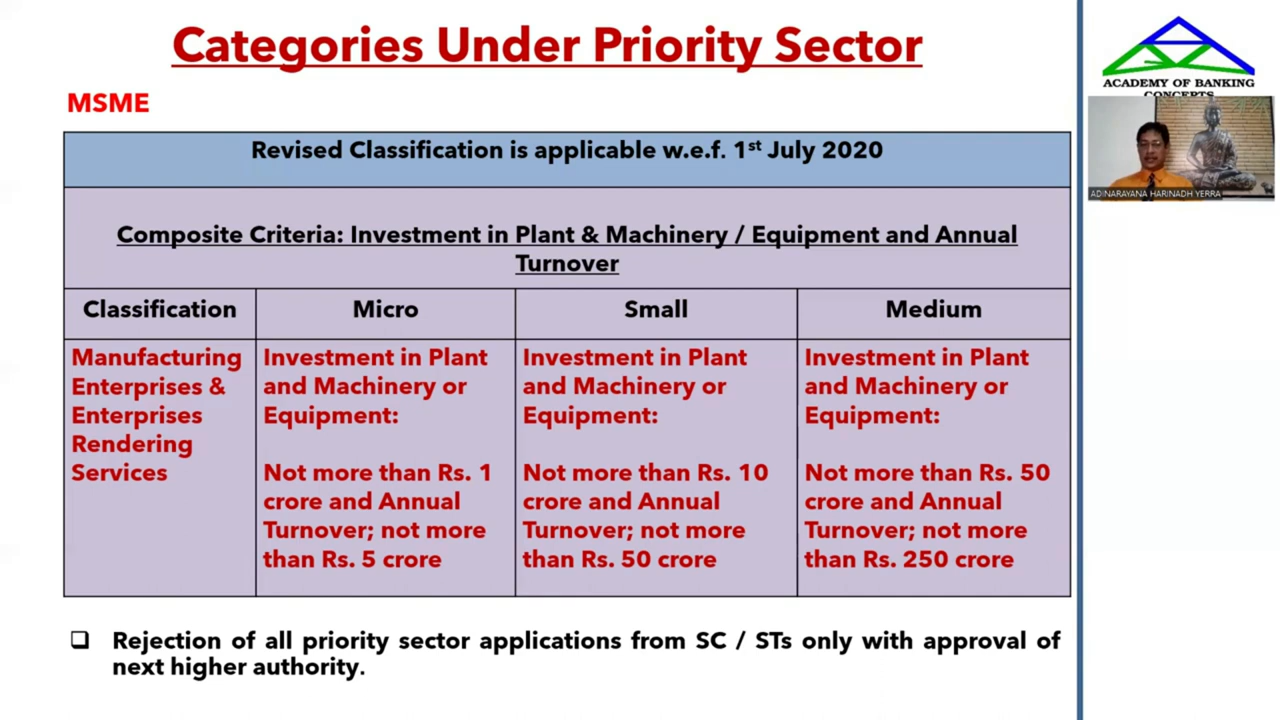 Categories Under Priority Sector
MSME
Revised Classification is applicable w.e.f. 1st July 2020
Composite Criteria: Investment in Plant & Machinery / Equipment and Annual
Turnover
Classification
Micro
Small
Medium
Manufacturing
Enterprises &
Enterprises
Rendering
Services
Investment in Plant
and Machinery or
Equipment:
Not more than Rs. 1
crore and Annual
Turnover; not more
than Rs. 5 crore
Investment in Plant
and Machinery or
Equipment:
Not more than Rs. 10
crore and Annual
Turnover; not more
than Rs. 50 crore
Investment in Plant
and Machinery or
Equipment:
Not more than Rs. 50
crore and Annual
Turnover; not more
than Rs. 250 crore
❑ Rejection of all priority sector applications from SC / STs only with approval of
next higher authority.
ACADEMY OF BANKING
CONCEPTS
ADINARAYANA HARINADH YERRA